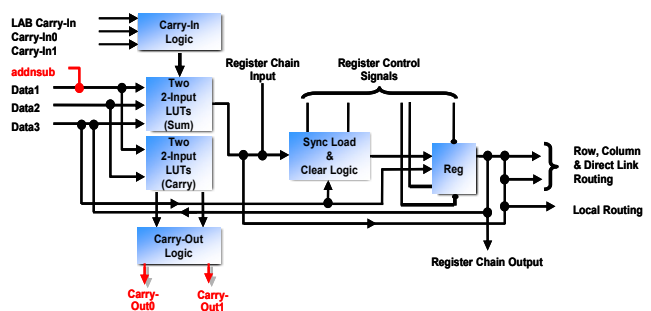 LAB Carry-In
Carry-In0
Carry-In1
Carry-In
Logic
addnsub
Data1
Data2
Data3
Two
2-Input
LUTs
(Sum)
Two
2-Input
LUTs
(Carry)
Register Chain
Input
Register Control
Signals
Sync Load
&
Clear Logic
Reg
Row, Column
& Direct Link
Routing
Local Routing
Carry-Out
Logic
Register Chain Output
Carry-
Out0
Carry-
Out1